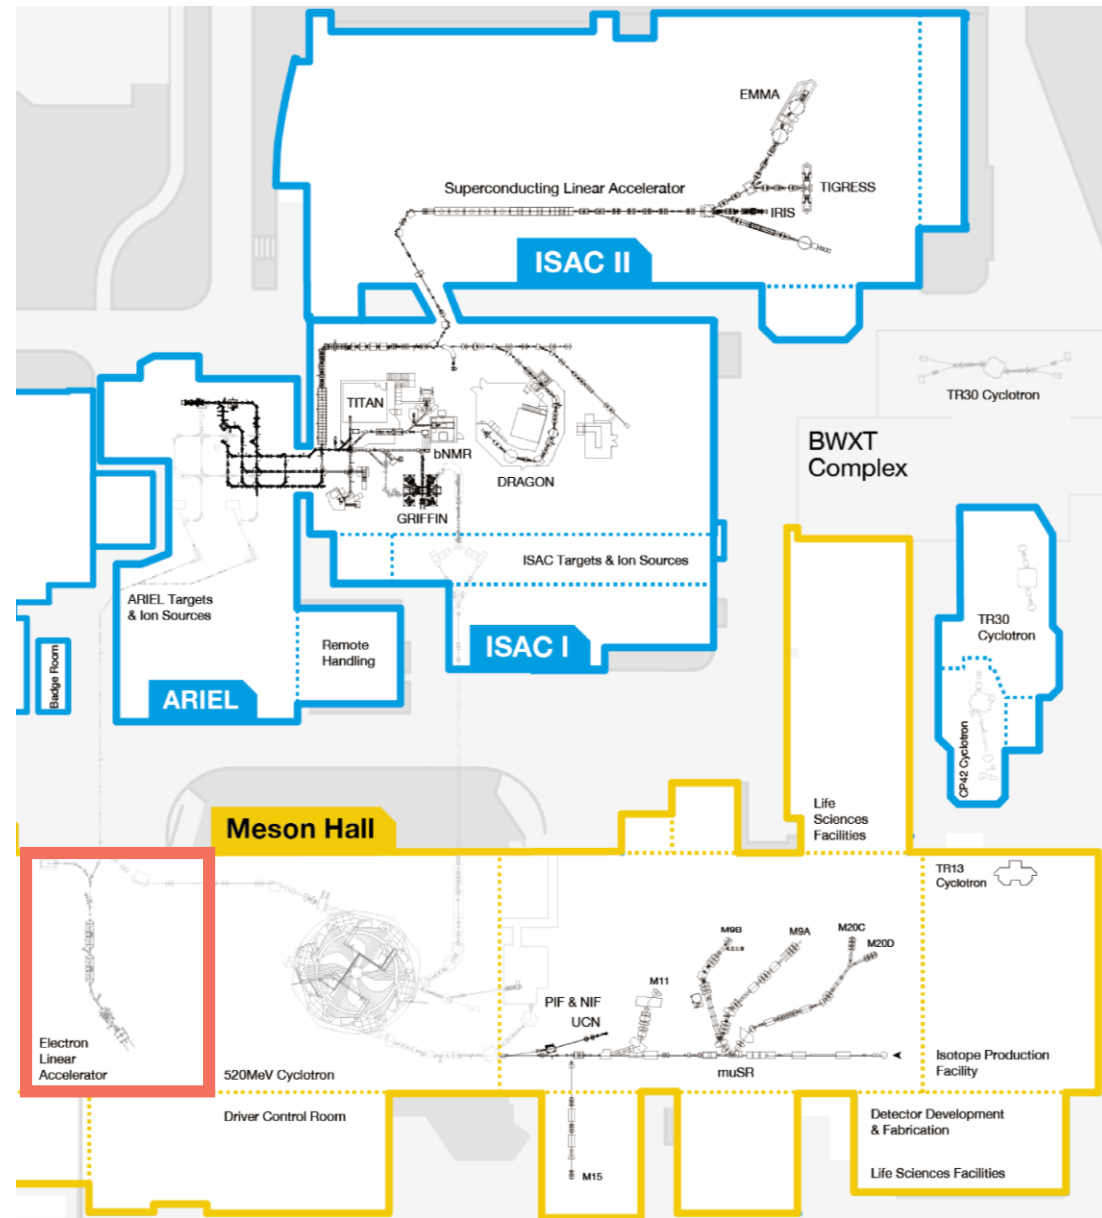 EMMA
Superconducting Linear Accelerator
TIGRESS
IRIS
ISAC II
TR30 Cyclotron
TITAN
BWXT
Complex
bNMR
DRAGON
GRIFFIN
ISAC Targets & Ion Sources
ARIEL Targets
& Ion Sources
TR30
Cyclotron
Remote
Handling
ISAC I
Badge Room
ARIEL
CP42 Cyclotron
Life
Sciences
Facilities
Meson Hall
TR13
Cyclotron
M9B
M9A
M20C
M20D
M11
PIF & NIF
UCN
Electron
Linear
Accelerator
520MeV Cyclotron
muSR
Isotope Production
Facility
Driver Control Room
Detector Development
& Fabrication
M15
Life Sciences Facilities